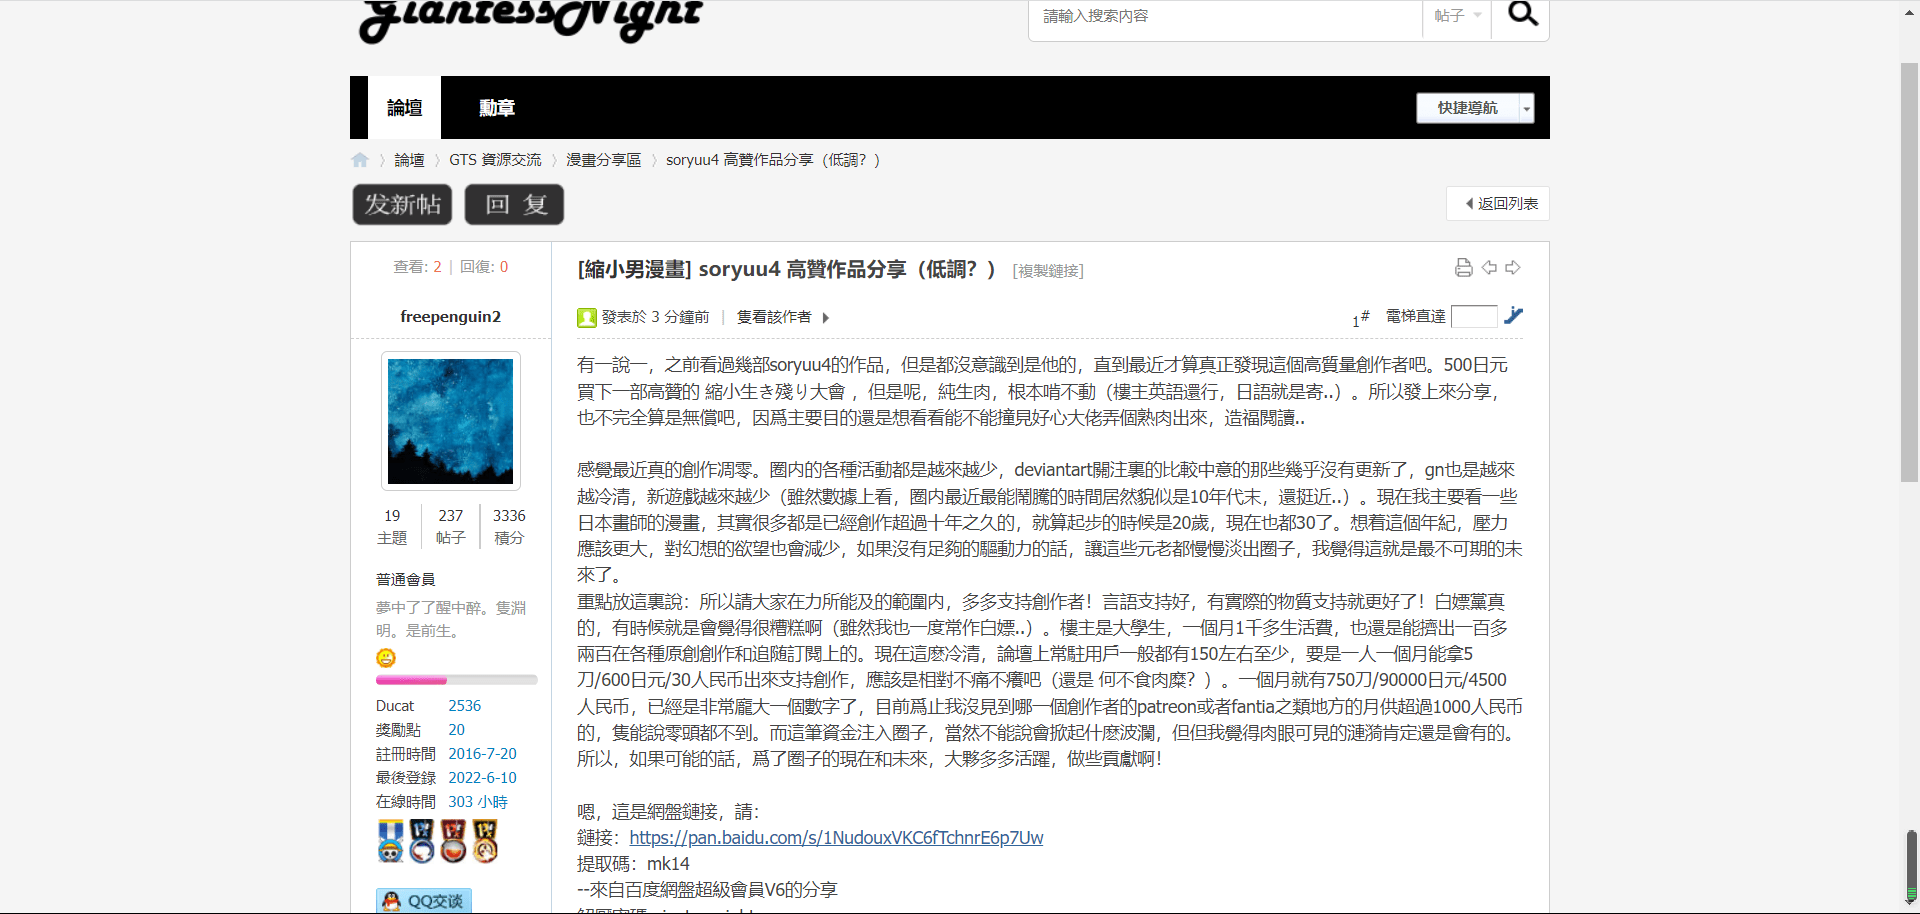 GiantessNight
請輸入搜索內容
帖子
論壇
勳章
快捷導航
論壇 〉 GTS 資源交流 〉 漫畫分享區 〉 soryuu4 高贊作品分享（低調？）
发新帖
回 复
返回列表
查看: 2 | 回復: 0
freepenguin2
19 237 3336
主題 帖子 積分
普通會員
夢中了了醒中醉。隻淵
明。是前生。
Ducat 2536
獎勵點 20
註冊時間 2016-7-20
最後登錄 2022-6-10
在線時間 303 小時
QQ交谈
[縮小男漫畫] soryuu4 高贊作品分享（低調？） [複製鏈接]
發表於 3 分鐘前 | 隻看該作者
1# 電梯直達
有一說一，之前看過幾部soryuu4的作品，但是都沒意識到是他的，直到最近才算真正發現這個高質量創作者吧。500日元
買下一部高贊的 縮小生き殘り大會 ，但是呢，純生肉，根本啃不動（樓主英語還行，日語就是寄..）。所以發上來分享，
也不完全算是無償吧，因爲主要目的還是想看看能不能撞見好心大佬弄個熟肉出來，造福閱讀..
感覺最近真的創作凋零。圈內的各種活動都是越來越少，deviantart關注裏的比較中意的那些幾乎沒有更新了，gn也是越來
越冷清，新遊戲越來越少（雖然數據上看，圈內最近最能鬧騰的時間居然貌似是10年代末，還挺近..）。現在我主要看一些
日本畫師的漫畫，其實很多都是已經創作超過十年之久的，就算起步的時候是20歲，現在也都30了。想着這個年紀，壓力
應該更大，對幻想的欲望也會減少，如果沒有足夠的驅動力的話，讓這些元老都慢慢淡出圈子，我覺得這就是最不可期的未
來了。
重點放這裏說：所以請大家在力所能及的範圍內，多多支持創作者！言語支持好，有實際的物質支持就更好了！白嫖黨真
的，有時候就是會覺得很糟糕啊（雖然我也一度常作白嫖..）。樓主是大學生，一個月1千多生活費，也還是能擠出一百多
兩百在各種原創創作和追随訂閱上的。現在這麽冷清，論壇上常駐用戶一般都有150左右至少，要是一人一個月能拿5
刀/600日元/30人民币出來支持創作，應該是相對不痛不癢吧（還是 何不食肉糜？）。一個月就有750刀/90000日元/4500
人民币，已經是非常龐大一個數字了，目前爲止我沒見到哪一個創作者的patreon或者fantia之類地方的月供超過1000人民币
的，隻能說零頭都不到。而這筆資金注入圈子，當然不能說會掀起什麽波瀾，但但我覺得肉眼可見的漣漪肯定還是會有的。
所以，如果可能的話，爲了圈子的現在和未來，大夥多多活躍，做些貢獻啊！
嗯，這是網盤鏈接，請：
鏈接：https://pan.baidu.com/s/1NudouxVKC6fTchnrE6p7Uw
提取碼：mk14
--來自百度網盤超級會員V6的分享